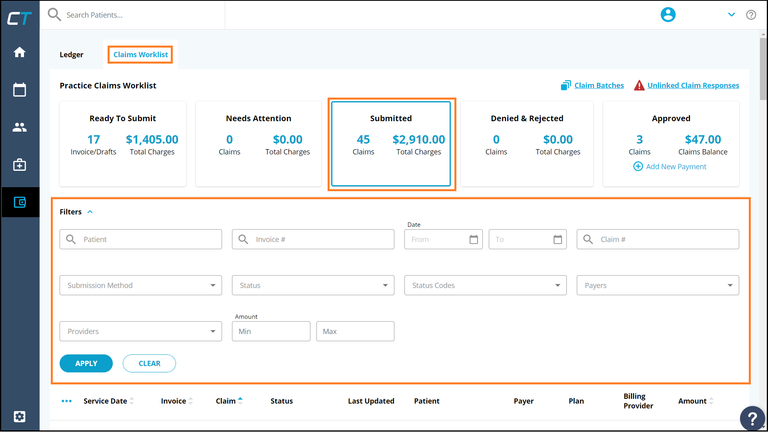 CT
Search Patients...
?
Ledger
Claims Worklist
Practice Claims Worklist
Claim Batches
Unlinked Claim Responses
Ready To Submit
17
$1,405.00
Invoice/Drafts
Total Charges
Needs Attention
0
$0.00
Claims
Total Charges
Submitted
45
$2,910.00
Claims
Total Charges
Denied & Rejected
0
$0.00
Claims
Total Charges
Approved
3
$47.00
Claims
Claims Balance
Add New Payment
Filters
Patient
Invoice #
Date
From
To
Claim #
Submission Method
Status
Status Codes
Payers
Providers
Amount
Min
Max
APPLY
CLEAR
Service Date
Invoice
Claim
Status
Last Updated
Patient
Payer
Plan
Billing
Provider
Amount
?